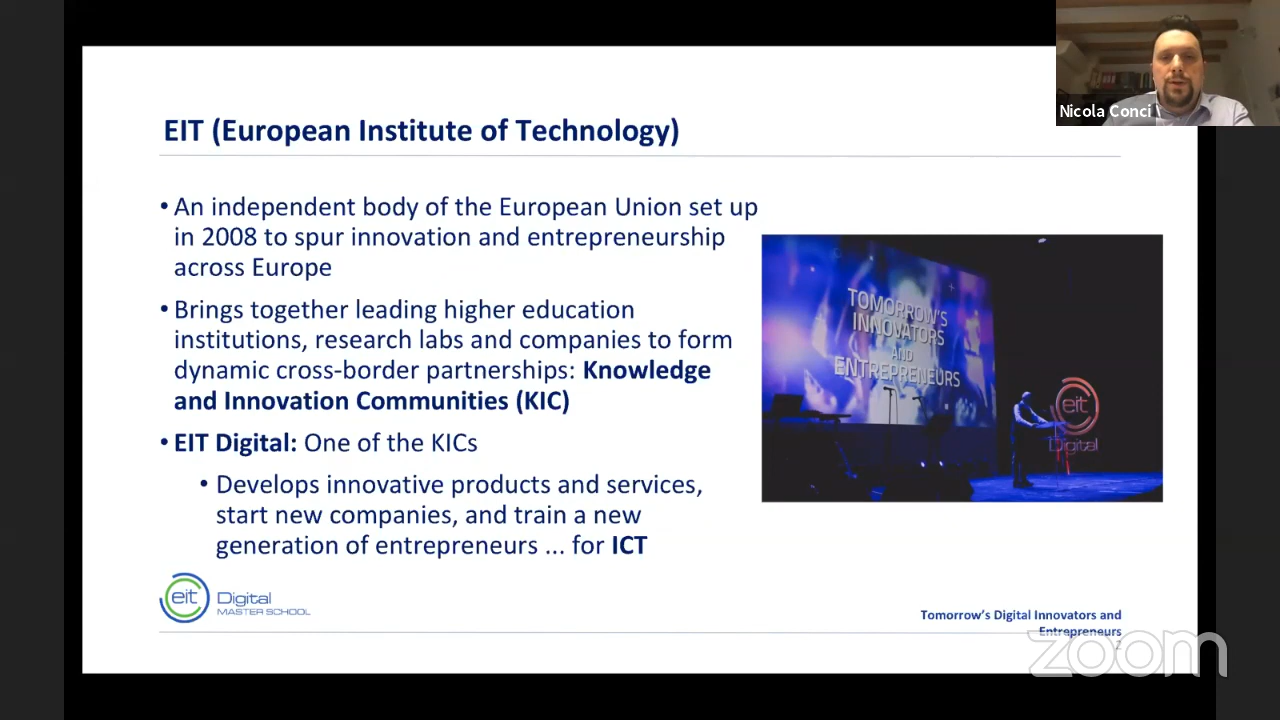 EIT (European Institute of Technology)
Nicola Conci
• An independent body of the European Union set up
in 2008 to spur innovation and entrepreneurship
across Europe
• Brings together leading higher education
institutions, research labs and companies to form
dynamic cross-border partnerships: Knowledge
and Innovation Communities (KIC)
• EIT Digital: One of the KICs
• Develops innovative products and services,
start new companies, and train a new
generation of entrepreneurs ... for ICT
TOMORROW'S
INNOVATORS
AND
ENTREPRENEURS
eit
Digital
eit Digital
MASTER SCHOOL
Tomorrow's Digital Innovators and
Entrepreneurs
2
zoom